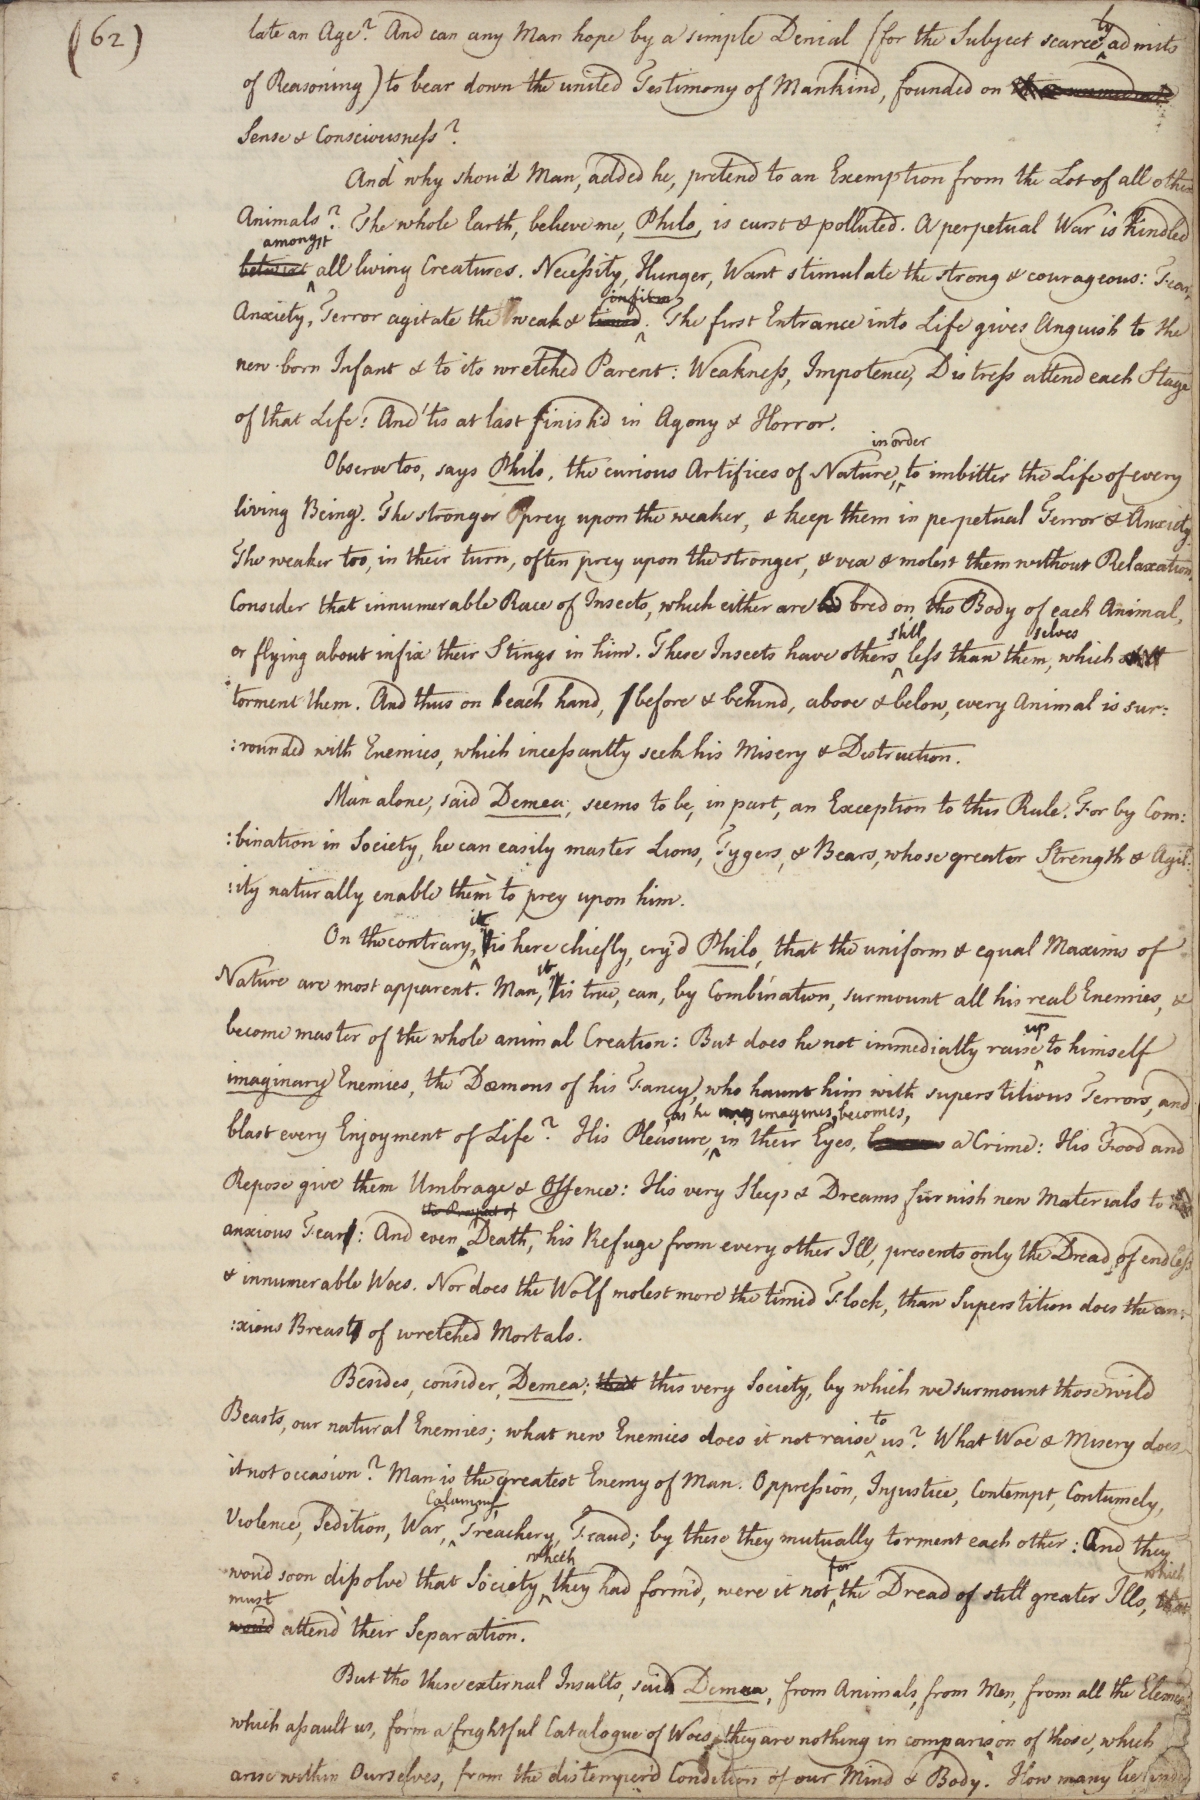 (62)
late an Age? And can any Man hope by a simple Denial (for the Subject scarcely admits
of Reasoning) to bear down the united Testimony of Mankind, founded on
Sense & Consciousness?
And why shou'd Man, added he, pretend to an Exemption from the Lot of all other
Animals? The whole Earth, believe me, Philo, is curst & polluted. A perpetual War is kindled
amongst
betwixt all living Creatures. Necessity, Hunger, Want stimulate the strong & courageous: Fear,
infirm
Anxiety, Terror agitate the weak & timid. The first Entrance into Life gives Anguish to the
new-born Infant & to its wretched Parent: Weakness, Impotence, Distress attend each Stage
of that Life: And 'tis at last finish'd in Agony & Horror.
in order
Observe too, says Philo, the curious Artifices of Nature, to imbitter the Life of every
living Being. The stronger prey upon the weaker, & keep them in perpetual Terror & Anxiety.
The weaker too, in their turn, often prey upon the stronger, & vex & molest them without Relaxation.
Consider that innumerable Race of Insects, which either are bred on the Body of each Animal,
still selves
or flying about infix their Stings in him. These Insects have others less than them, which still
torment them. And thus on each hand, before & behind, above & below, every Animal is sur:
:rounded with Enemies, which incessantly seek his Misery & Destruction.
Man alone, said Demea, seems to be, in part, an Exception to this Rule. For by Com:
:bination in Society, he can easily master Lions, Tygers, & Bears, whose greater Strength & Agil:
:ity naturally enable them to prey upon him.
it
On the contrary, 'tis here chiefly, cry'd Philo, that the uniform & equal Maxims of
it
Nature are most apparent. Man, 'tis true, can, by Combination, surmount all his real Enemies, &
up
become master of the whole animal Creation: But does he not immediatly raise to himself
imaginary Enemies, the Dæmons of his Fancy, who haunt him with superstitious Terrors, and
as he imagines, becomes,
blast every Enjoyment of Life? His Pleasure, in their Eyes, becomes a Crime: His Food and
Repose give them Umbrage & Offence: His very Sleep & Dreams furnish new Materials to
the Prospect of
anxious Fear: And even Death, his Refuge from every other Ill, presents only the Dread of endless
& innumerable Woes. Nor does the Wolf molest more the timid Flock, than Superstition does the an:
:xious Breast of wretched Mortals.
Besides, consider, Demea; that this very Society, by which we surmount those wild
to
Beasts, our natural Enemies; what new Enemies does it not raise us? What Woe & Misery does
it not occasion? Man is the greatest Enemy of Man. Oppression, Injustice, Contempt, Contumely,
Calumny,
Violence, Sedition, War, Treachery, Fraud; by these they mutually torment each other: And they
which for which
wou'd soon dissolve that Society they had form'd, were it not the Dread of still greater Ills, that
must
wou'd attend their Separation.
But tho these external Insults, said Demea, from Animals, from Men, from all the Elements
which assault us, form a frightful Catalogue of Woes, they are nothing in comparison of those, which
arise within Ourselves, from the distemper'd Condition of our Mind & Body. How many lie under